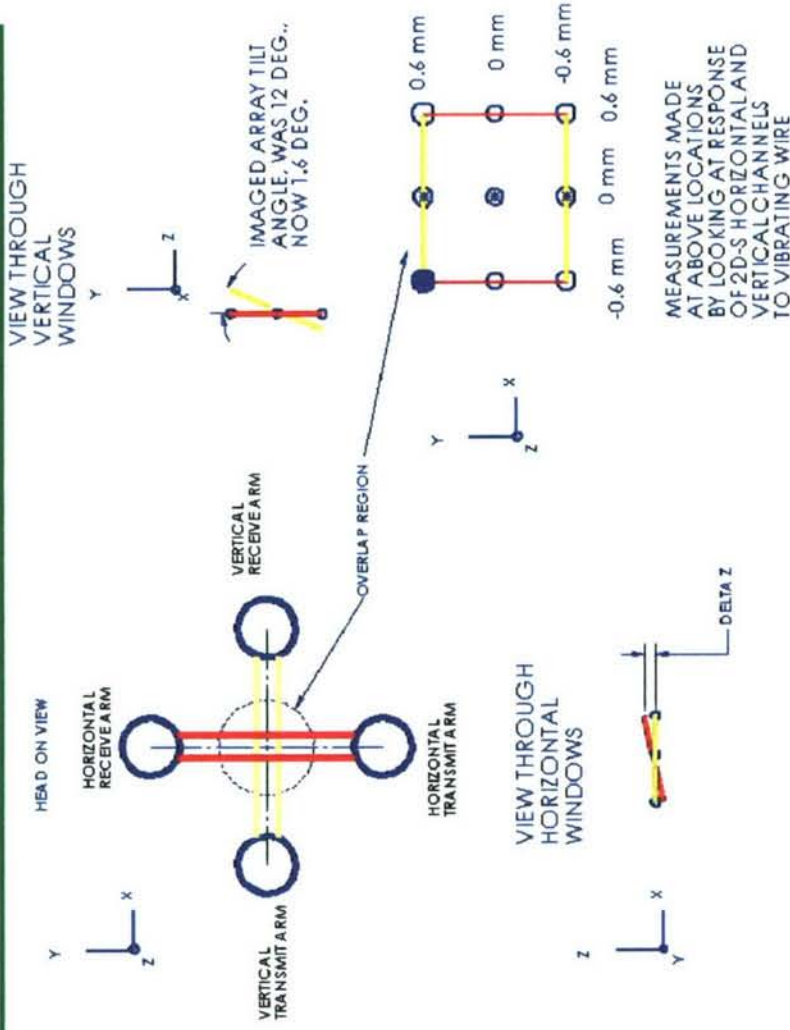 HEAD ON VIEW
Y
X
Z
HORIZONTAL
RECEIVE ARM
VERTICAL
RECEIVE ARM
VERTICAL
TRANSMIT ARM
HORIZONTAL
TRANSMIT ARM
OVERLAP REGION
VIEW THROUGH
VERTICAL
WINDOWS
Y
Z
X
IMAGED ARRAY TILT
ANGLE, WAS 12 DEG.,
NOW 1.6 DEG.
VIEW THROUGH
HORIZONTAL
WINDOWS
Z
X
Y
DELTA Z
Y
X
Z
0.6 mm
0 mm
-0.6 mm
-0.6 mm
0 mm
0.6 mm
MEASUREMENTS MADE
AT ABOVE LOCATIONS
BY LOOKING AT RESPONSE
OF 2D-S HORIZONTAL AND
VERTICAL CHANNELS
TO VIBRATING WIRE